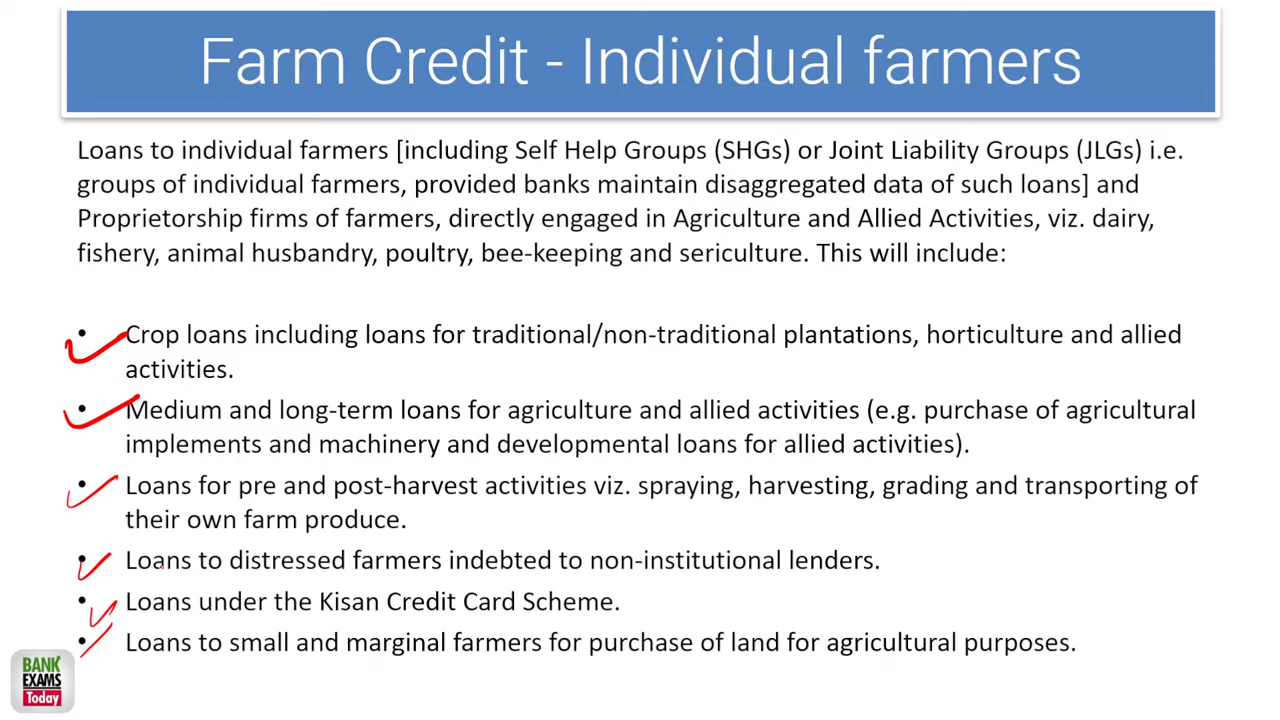 Farm Credit - Individual farmers
Loans to individual farmers [including Self Help Groups (SHGs) or Joint Liability Groups (JLGs) i.e.
groups of individual farmers, provided banks maintain disaggregated data of such loans] and
Proprietorship firms of farmers, directly engaged in Agriculture and Allied Activities, viz. dairy,
fishery, animal husbandry, poultry, bee-keeping and sericulture. This will include:
• Crop loans including loans for traditional/non-traditional plantations, horticulture and allied
activities.
• Medium and long-term loans for agriculture and allied activities (e.g. purchase of agricultural
implements and machinery and developmental loans for allied activities).
• Loans for pre and post-harvest activities viz. spraying, harvesting, grading and transporting of
their own farm produce.
• Loans to distressed farmers indebted to non-institutional lenders.
• Loans under the Kisan Credit Card Scheme.
• Loans to small and marginal farmers for purchase of land for agricultural purposes.
BANK
EXAMS
Today